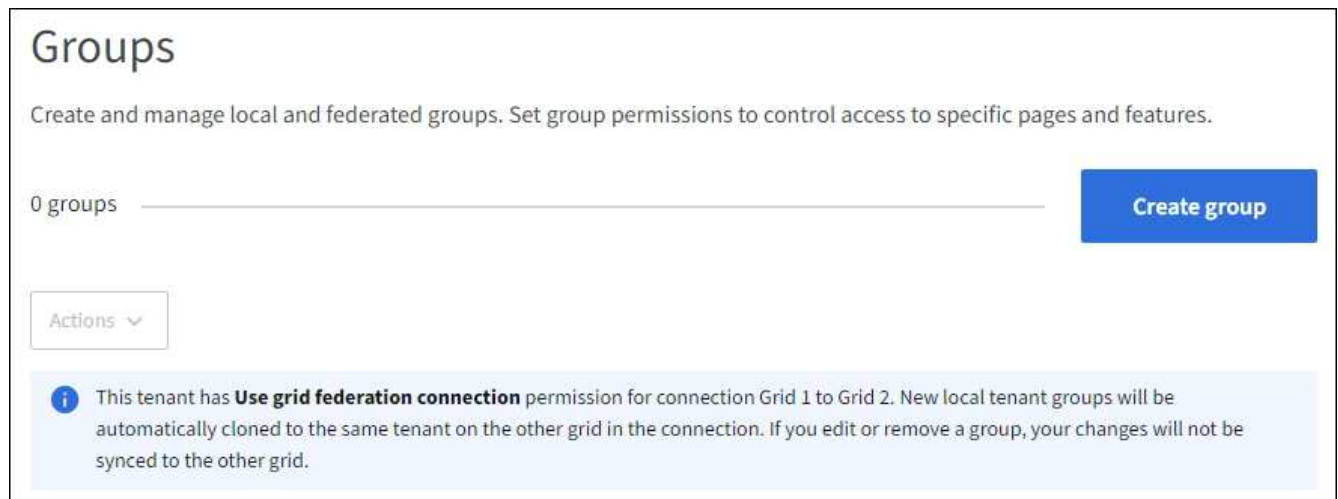 Groups
Create and manage local and federated groups. Set group permissions to control access to specific pages and features.
0 groups
Create group
Actions
This tenant has Use grid federation connection permission for connection Grid 1 to Grid 2. New local tenant groups will be
automatically cloned to the same tenant on the other grid in the connection. If you edit or remove a group, your changes will not be
synced to the other grid.